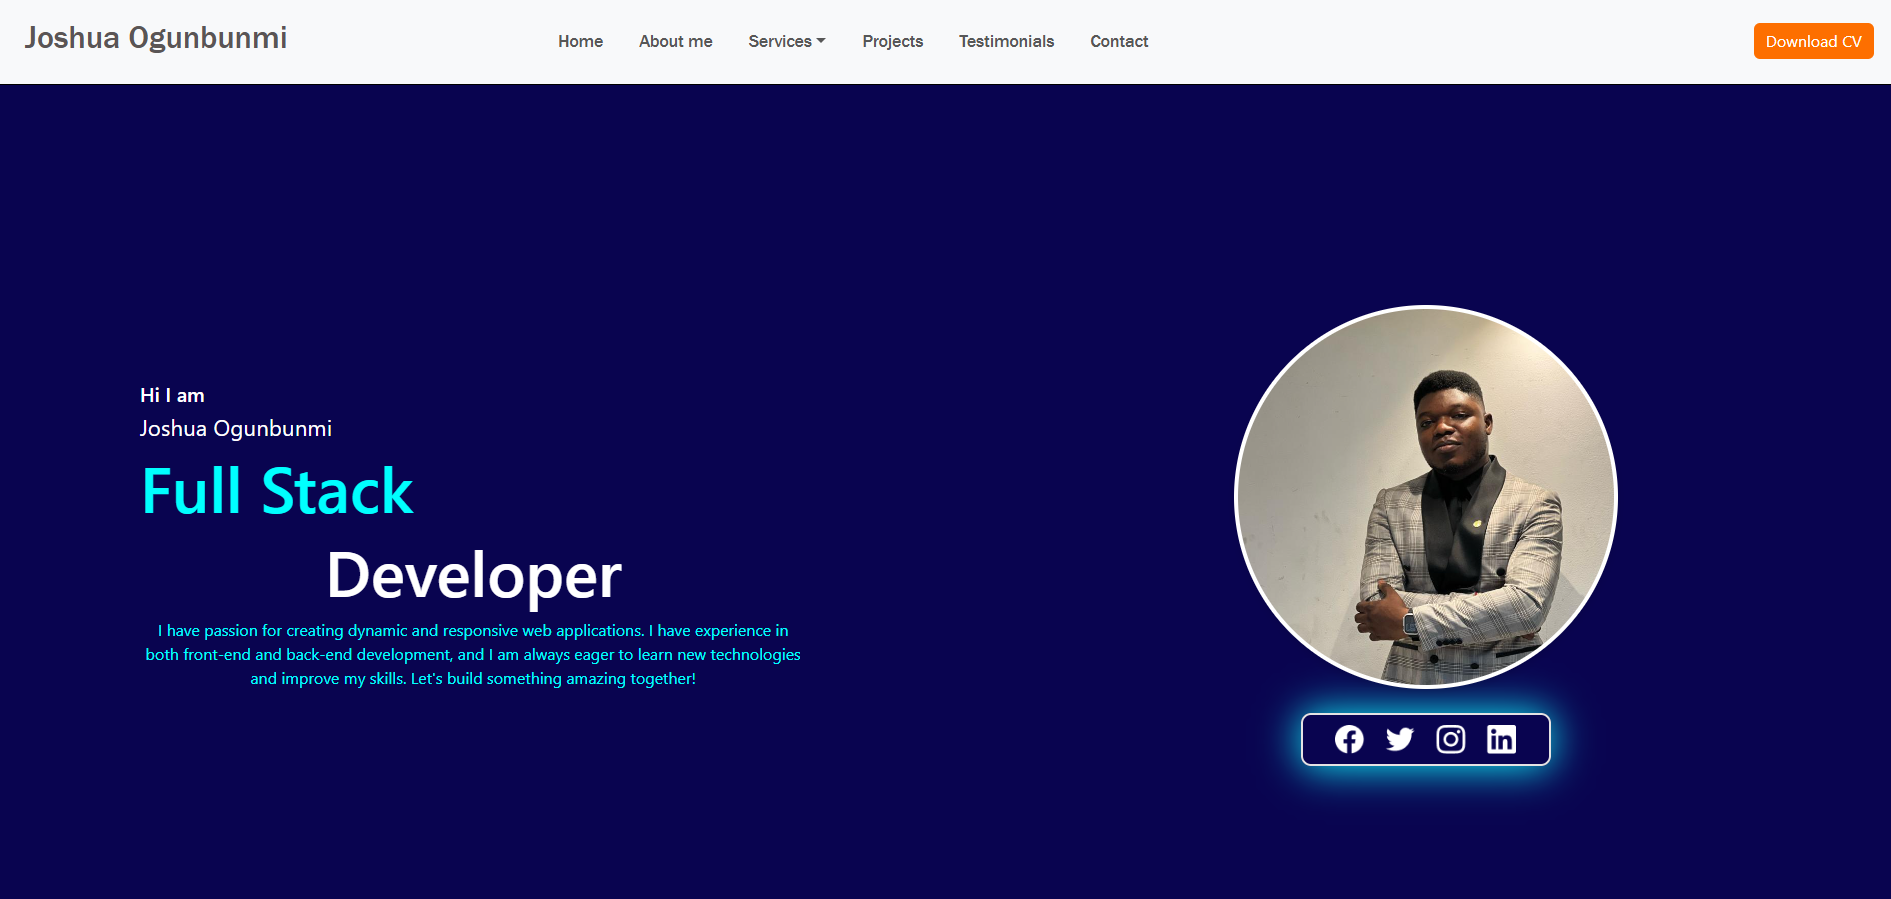 Joshua Ogunbunmi
Home About me Services Projects Testimonials Contact
Download CV
Hi I am
Joshua Ogunbunmi
Full Stack
Developer
I have passion for creating dynamic and responsive web applications. I have experience in
both front-end and back-end development, and I am always eager to learn new technologies
and improve my skills. Let's build something amazing together!